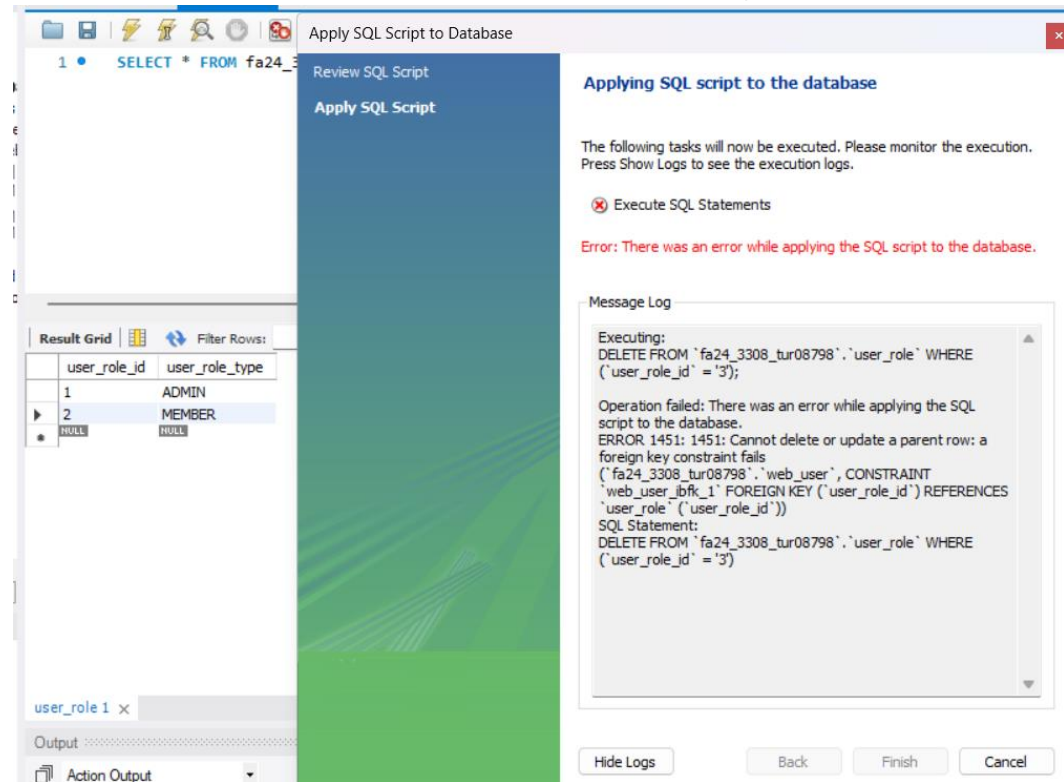 Apply SQL Script to Database
1 SELECT * FROM fa24_3
Review SQL Script
Apply SQL Script
Applying SQL script to the database
The following tasks will now be executed. Please monitor the execution.
Press Show Logs to see the execution logs.
Execute SQL Statements
Error: There was an error while applying the SQL script to the database.
Message Log
Executing:
DELETE FROM `fa24_3308_tur08798`.`user_role` WHERE
(`user_role_id` = '3');
Operation failed: There was an error while applying the SQL
script to the database.
ERROR 1451: 1451: Cannot delete or update a parent row: a
foreign key constraint fails
(`fa24_3308_tur08798`.`web_user`, CONSTRAINT
`web_user_ibfk_1` FOREIGN KEY (`user_role_id`) REFERENCES
`user_role` (`user_role_id`))
SQL Statement:
DELETE FROM `fa24_3308_tur08798`.`user_role` WHERE
(`user_role_id` = '3')
Result Grid Filter Rows:
user_role_id user_role_type
1 ADMIN
2 MEMBER
NULL NULL
user_role 1
Output
Action Output
Hide Logs Back Finish Cancel